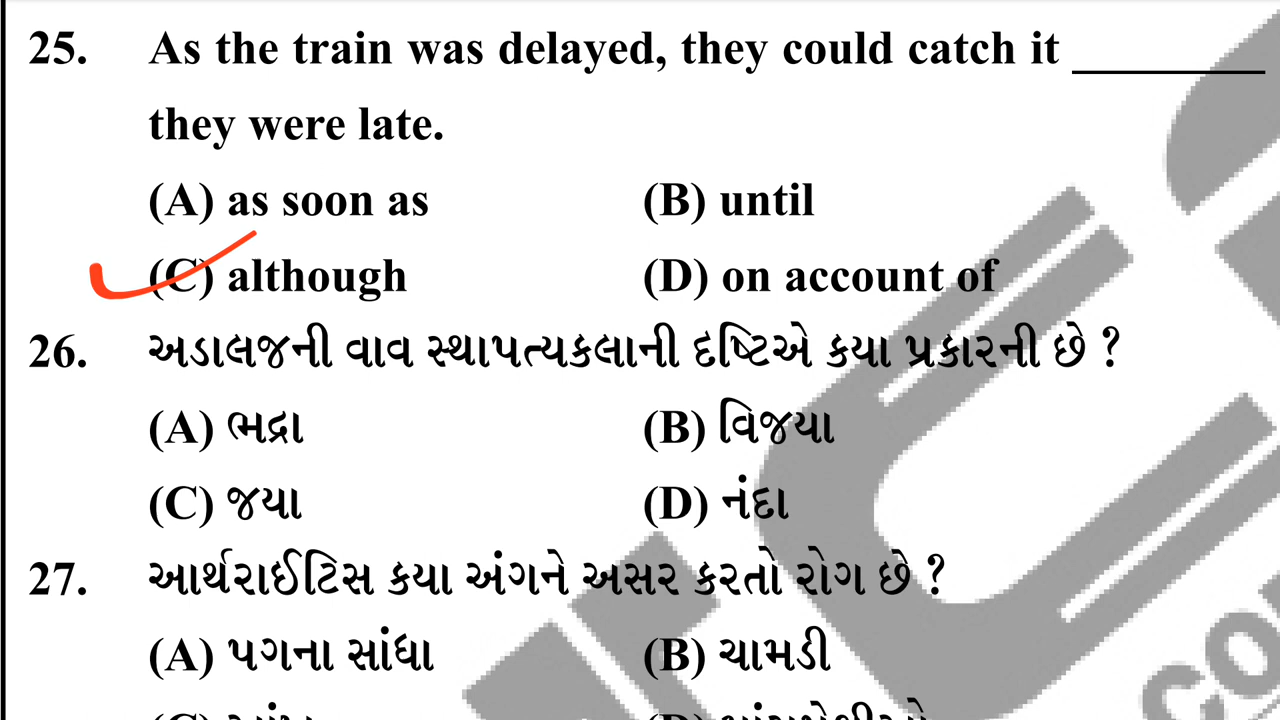 25. As the train was delayed, they could catch it ________
they were late.
(A) as soon as (B) until
(C) although (D) on account of
26. અડાલજની વાવ સ્થાપત્યકલાની દૃષ્ટિએ કયા પ્રકારની છે ?
(A) ભદ્રા (B) વિજયા
(C) જયા (D) નંદા
27. આર્થરાઈટિસ કયા અંગને અસર કરતો રોગ છે ?
(A) પગના સાંધા (B) ચામડી
(C) (D)